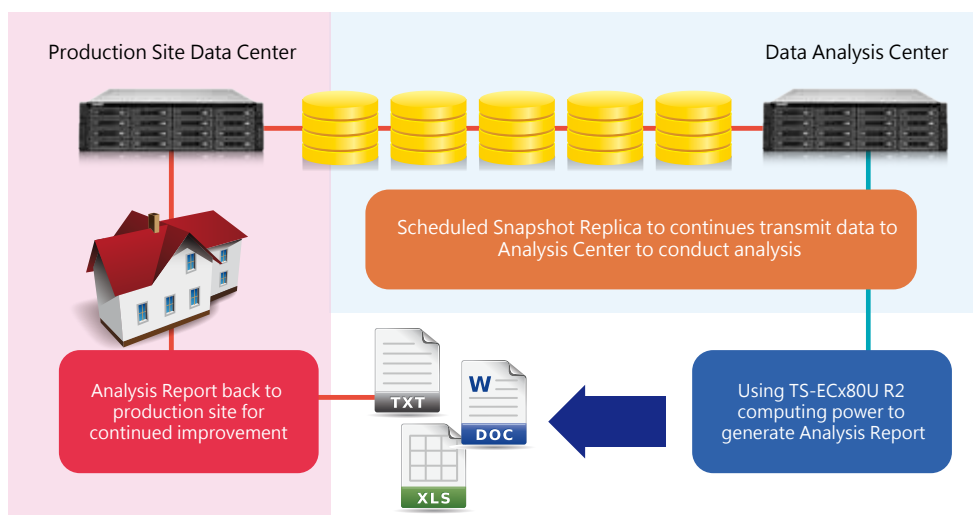 Production Site Data Center
Data Analysis Center
Scheduled Snapshot Replica to continues transmit data to
Analysis Center to conduct analysis
Analysis Report back to
production site for
continued improvement
TXT
W
DOC
XLS
Using TS-ECx80U R2
computing power to
generate Analysis Report